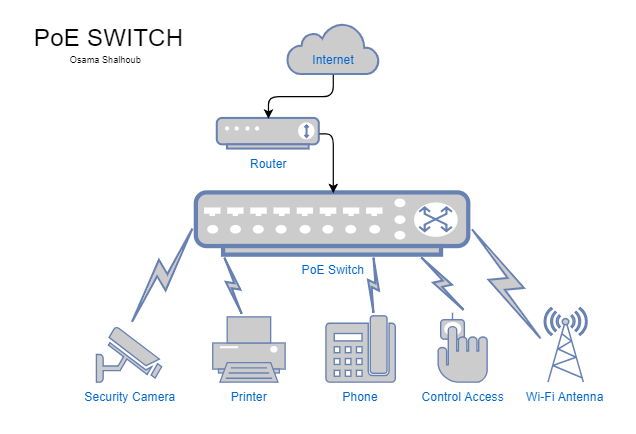 PoE SWITCH
Osama Shalhoub
Internet
Router
PoE Switch
Security Camera
Printer
Phone
Control Access
Wi-Fi Antenna